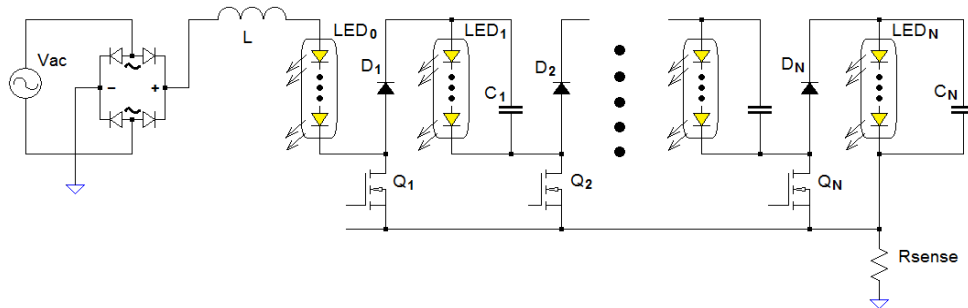 Vac
−
+
L
LED0
D1
LED1
C1
D2
DN
LEDN
CN
Q1
Q2
QN
Rsense